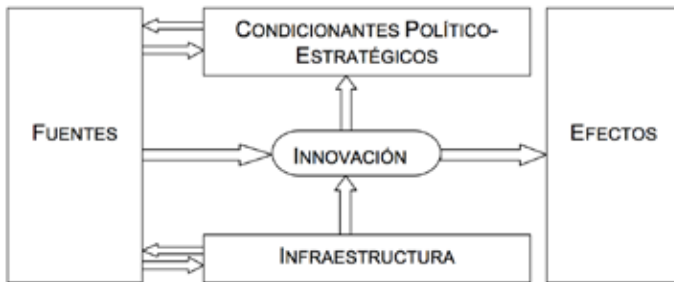 CONDICIONANTES POLÍTICO-
ESTRATÉGICOS
FUENTES
INNOVACIÓN
EFECTOS
INFRAESTRUCTURA